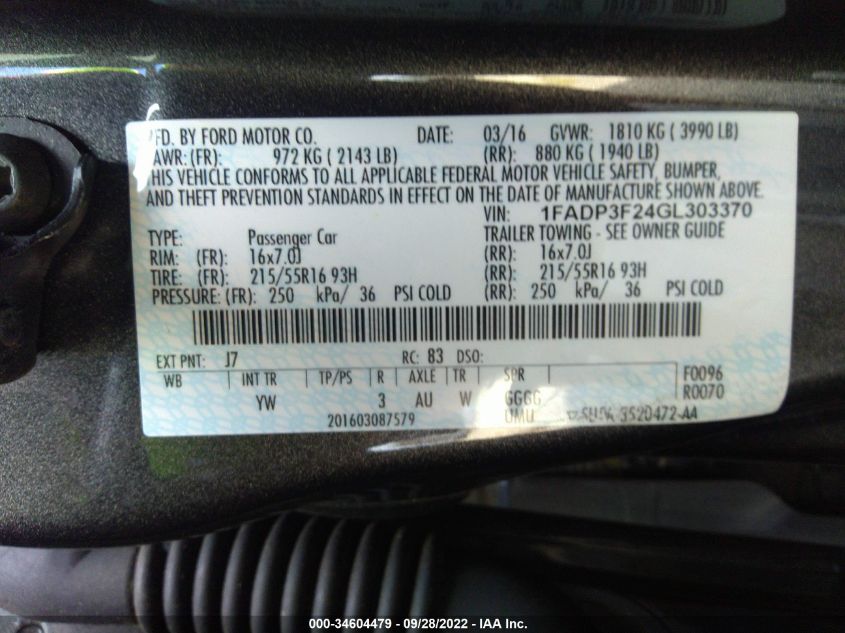 FD. BY FORD MOTOR CO. DATE: 03/16 GVWR: 1810 KG ( 3990 LB)
AWR: (FR): 972 KG ( 2143 LB) (RR): 880 KG ( 1940 LB)
HIS VEHICLE CONFORMS TO ALL APPLICABLE FEDERAL MOTOR VEHICLE SAFETY, BUMPER,
AND THEFT PREVENTION STANDARDS IN EFFECT ON THE DATE OF MANUFACTURE SHOWN ABOVE.
VIN: 1FADP3F24GL303370
TYPE: Passenger Car TRAILER TOWING - SEE OWNER GUIDE
RIM: (FR): 16x7.0J (RR): 16x7.0J
TIRE: (FR): 215/55R16 93H (RR): 215/55R16 93H
PRESSURE: (FR): 250 kPa/ 36 PSI COLD (RR): 250 kPa/ 36 PSI COLD
EXT PNT: J7 RC: 83 DSO:
WB INT TR TP/PS R AXLE TR SPR F0096
YW 3 AU W GGGG R0070
201603087579 UMU 3520472-AA
000-34604479 - 09/28/2022 - IAA Inc.